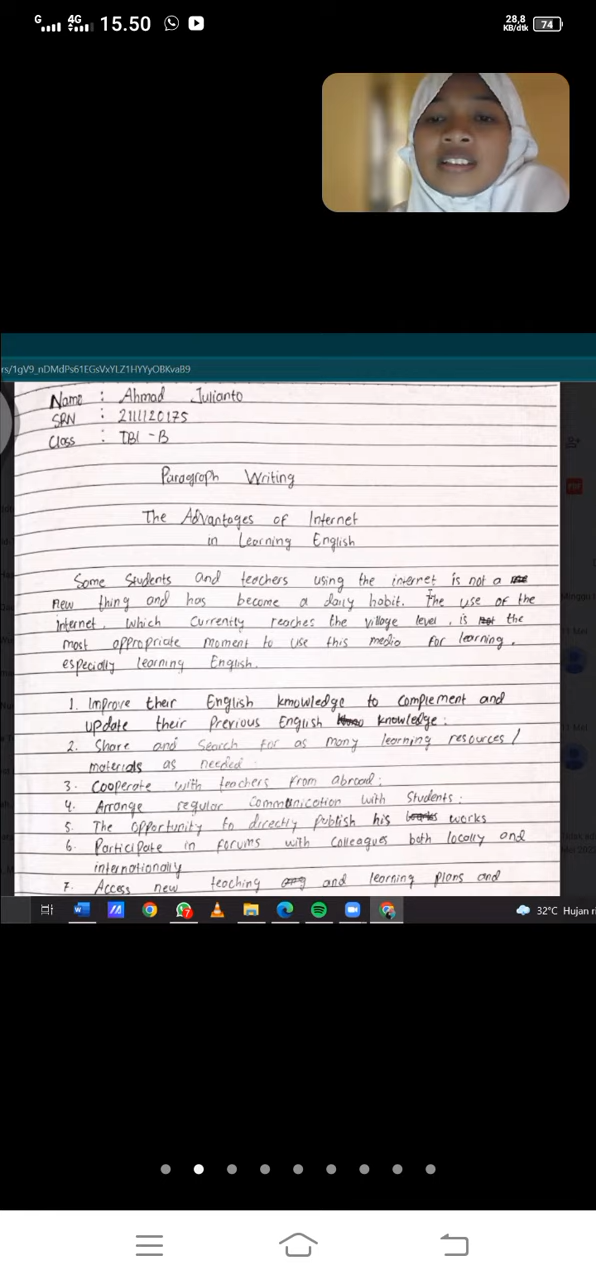 G 4G 15.50 28,8 KB/dtk 74
rs/1gV9_nDMdPs61EGsVxYLZ1HYYyOBKvaB9
Name : Ahmad Julianto
SRN : 2111120175
Class : TBI - B
Paragraph Writing
The Advantages of Internet
in Learning English
Some Students and teachers using the internet is not a
new thing and has become a daily habit. The use of the
Internet, which currently reaches the village level, is the
most appropriate moment to use this media for learning,
especially learning English.
1. Improve their English knowledge to complement and
update their previous English knowledge.
2. Share and Search for as many learning resources /
materials as needed.
3. Cooperate with teachers from abroad.
4. Arrange regular communication with students.
5. The opportunity to directly publish his works
6. Participate in forums with colleagues both locally and
internationally
7. Access new teaching and learning plans and
32°C Hujan ri